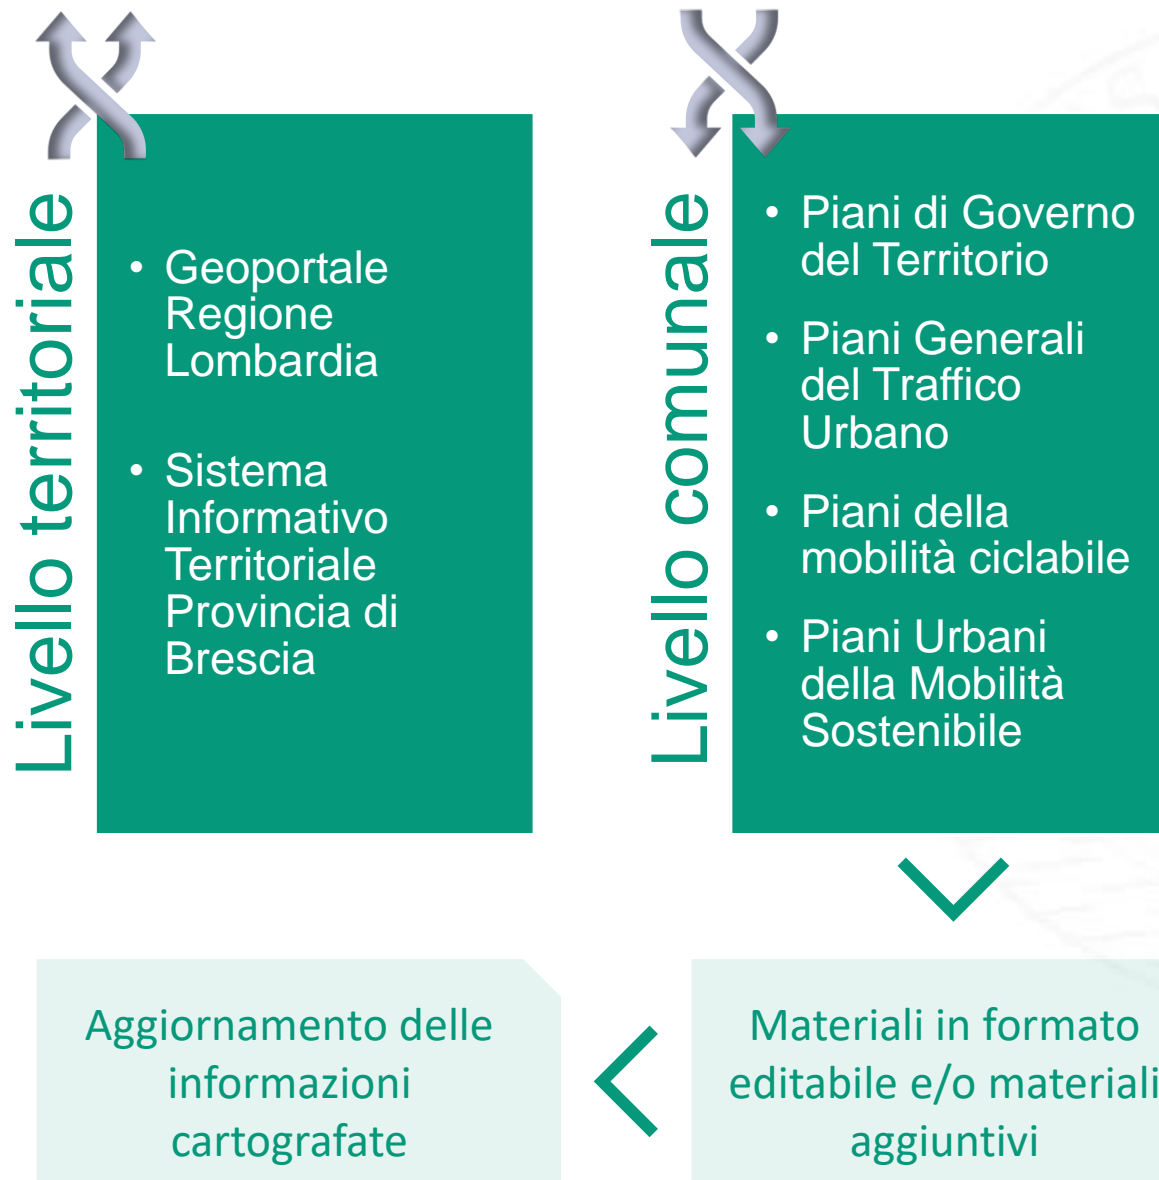 Livello territoriale
• Geoportale
Regione
Lombardia
• Sistema
Informativo
Territoriale
Provincia di
Brescia
Livello comunale
• Piani di Governo
del Territorio
• Piani Generali
del Traffico
Urbano
• Piani della
mobilità ciclabile
• Piani Urbani
della Mobilità
Sostenibile
Aggiornamento delle
informazioni
cartografate
Materiali in formato
editabile e/o materiali
aggiuntivi